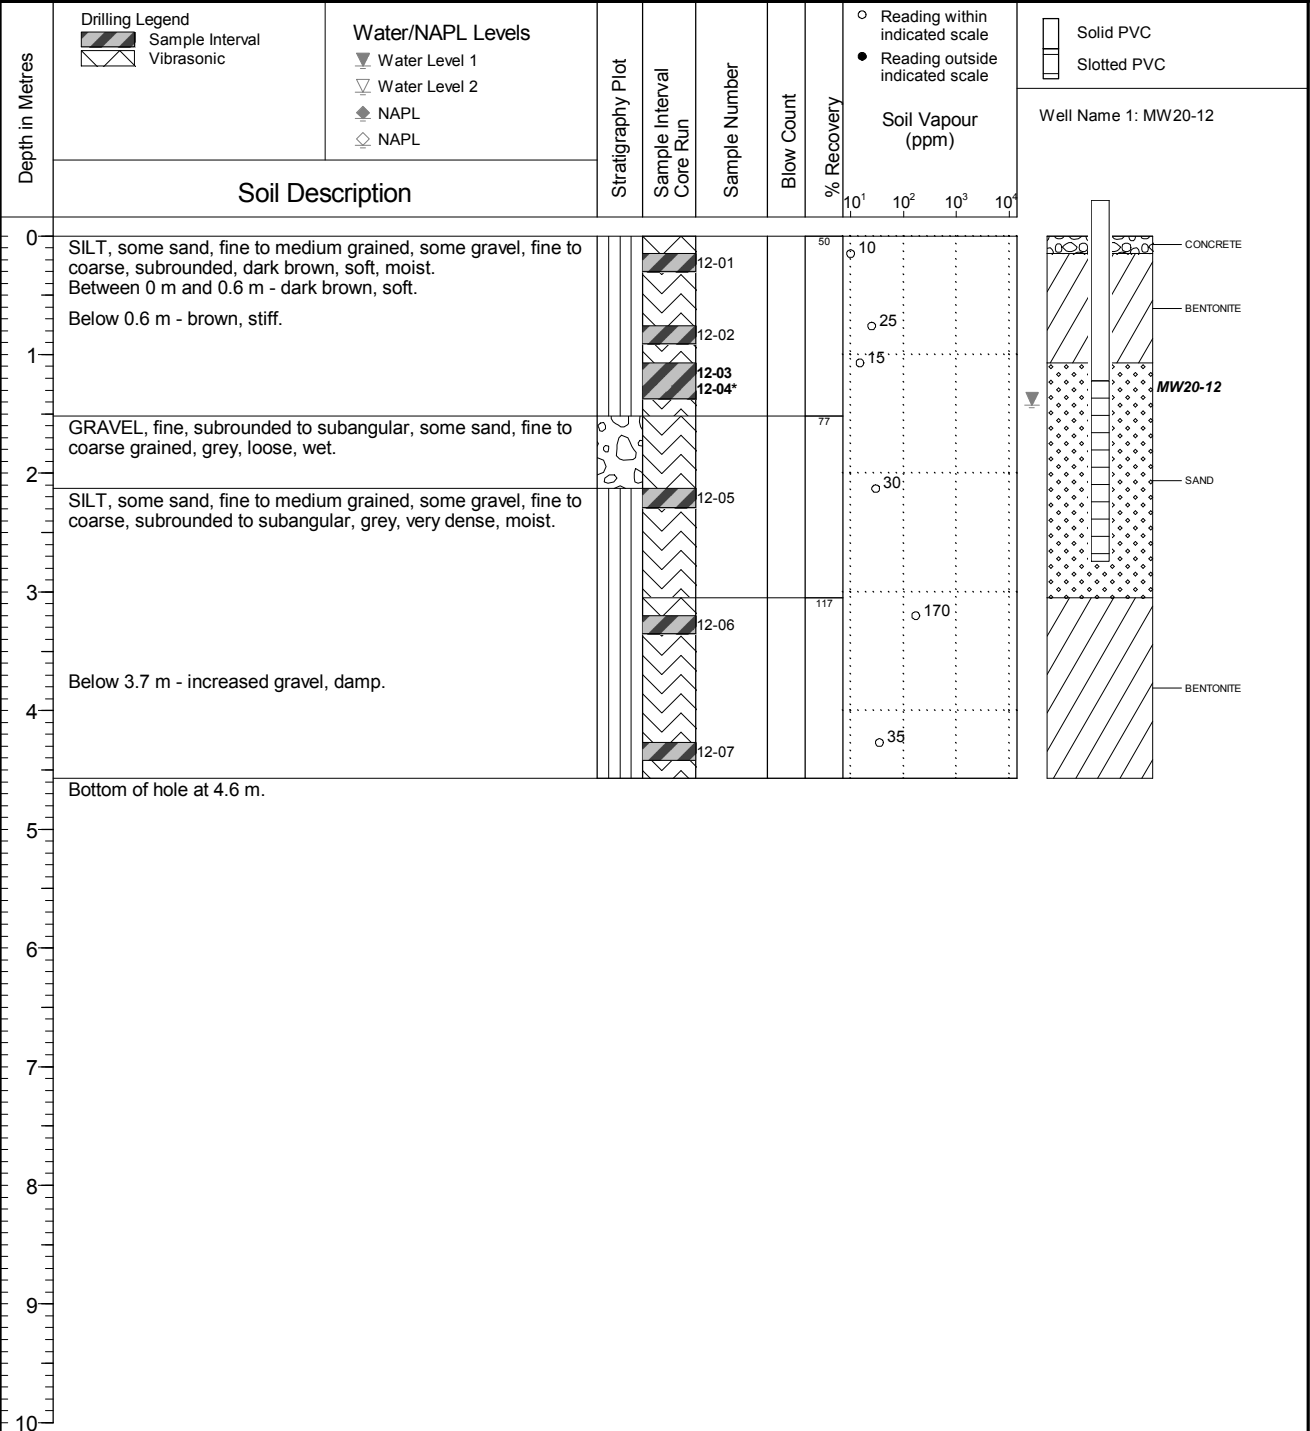 Drilling Legend
Sample Interval
Vibrasonic
Water/NAPL Levels
Water Level 1
Water Level 2
NAPL
NAPL
Depth in Metres
Soil Description
Stratigraphy Plot
Sample Interval
Core Run
Sample Number
Blow Count
% Recovery
Reading within
indicated scale
Reading outside
indicated scale
Soil Vapour
(ppm)
10¹ 10² 10³ 10⁴
Solid PVC
Slotted PVC
Well Name 1: MW20-12
0
SILT, some sand, fine to medium grained, some gravel, fine to
coarse, subrounded, dark brown, soft, moist.
Between 0 m and 0.6 m - dark brown, soft.
Below 0.6 m - brown, stiff.
12-01
50
10
CONCRETE
BENTONITE
12-02
25
1
15
12-03
12-04*
MW20-12
GRAVEL, fine, subrounded to subangular, some sand, fine to
coarse grained, grey, loose, wet.
77
2
SILT, some sand, fine to medium grained, some gravel, fine to
coarse, subrounded to subangular, grey, very dense, moist.
12-05
30
SAND
3
117
12-06
170
Below 3.7 m - increased gravel, damp.
BENTONITE
4
12-07
35
Bottom of hole at 4.6 m.
5
6
7
8
9
10